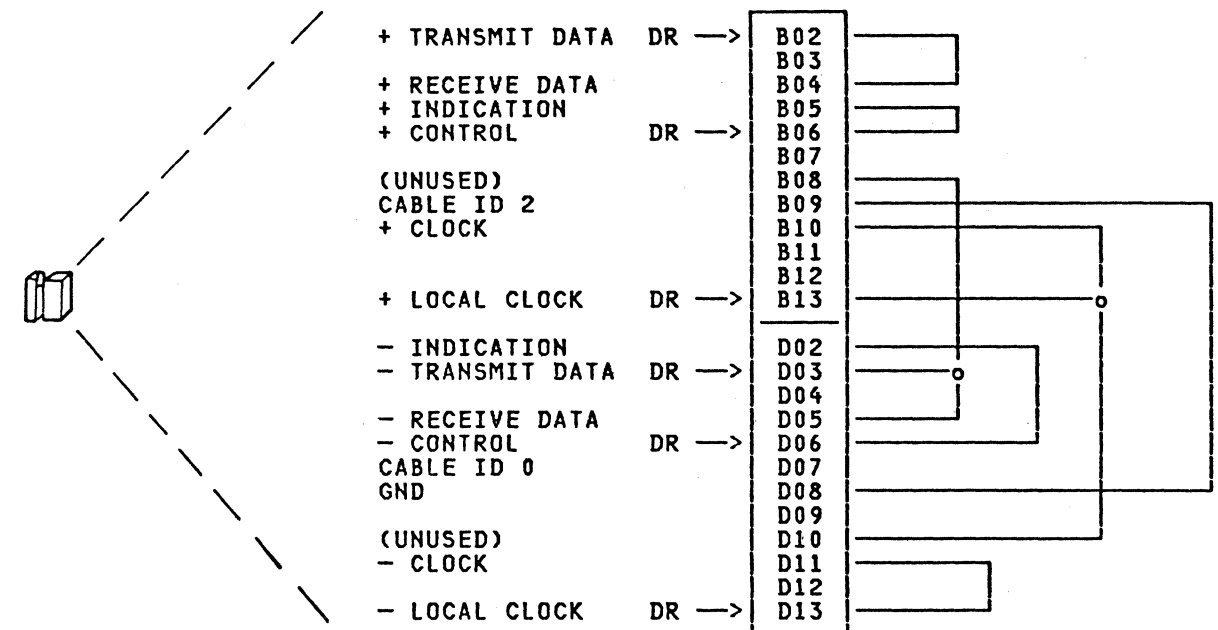 + TRANSMIT DATA DR —> B02
B03
+ RECEIVE DATA B04
+ INDICATION B05
+ CONTROL DR —> B06
B07
(UNUSED) B08
CABLE ID 2 B09
+ CLOCK B10
B11
B12
+ LOCAL CLOCK DR —> B13
— INDICATION D02
— TRANSMIT DATA DR —> D03
D04
— RECEIVE DATA D05
— CONTROL DR —> D06
CABLE ID 0 D07
GND D08
D09
(UNUSED) D10
— CLOCK D11
D12
— LOCAL CLOCK DR —> D13